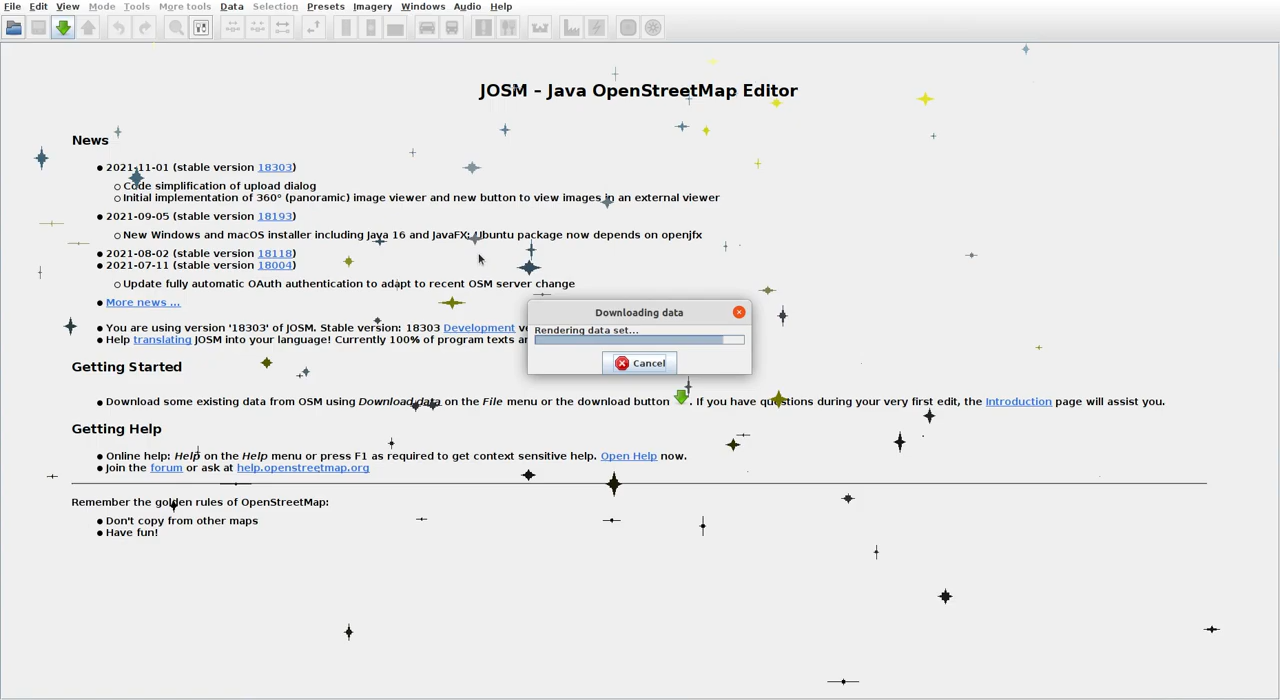 File Edit View Mode Tools More tools Data Selection Presets Imagery Windows Audio Help
JOSM – Java OpenStreetMap Editor
News
2021-11-01 (stable version 18303)
Code simplification of upload dialog
Initial implementation of 360° (panoramic) image viewer and new button to view images in an external viewer
2021-09-05 (stable version 18193)
New Windows and macOS installer including Java 16 and JavaFX; Ubuntu package now depends on openjfx
2021-08-02 (stable version 18118)
2021-07-11 (stable version 18004)
Update fully automatic OAuth authentication to adapt to recent OSM server change
More news ...
You are using version '18303' of JOSM. Stable version: 18303 Development
Help translating JOSM into your language! Currently 100% of program texts
Downloading data
Rendering data set...
Cancel
Getting Started
Download some existing data from OSM using Download data on the File menu or the download button . If you have questions during your very first edit, the Introduction page will assist you.
Getting Help
Online help: Help on the Help menu or press F1 as required to get context sensitive help. Open Help now.
Join the forum or ask at help.openstreetmap.org
Remember the golden rules of OpenStreetMap:
Don't copy from other maps
Have fun!